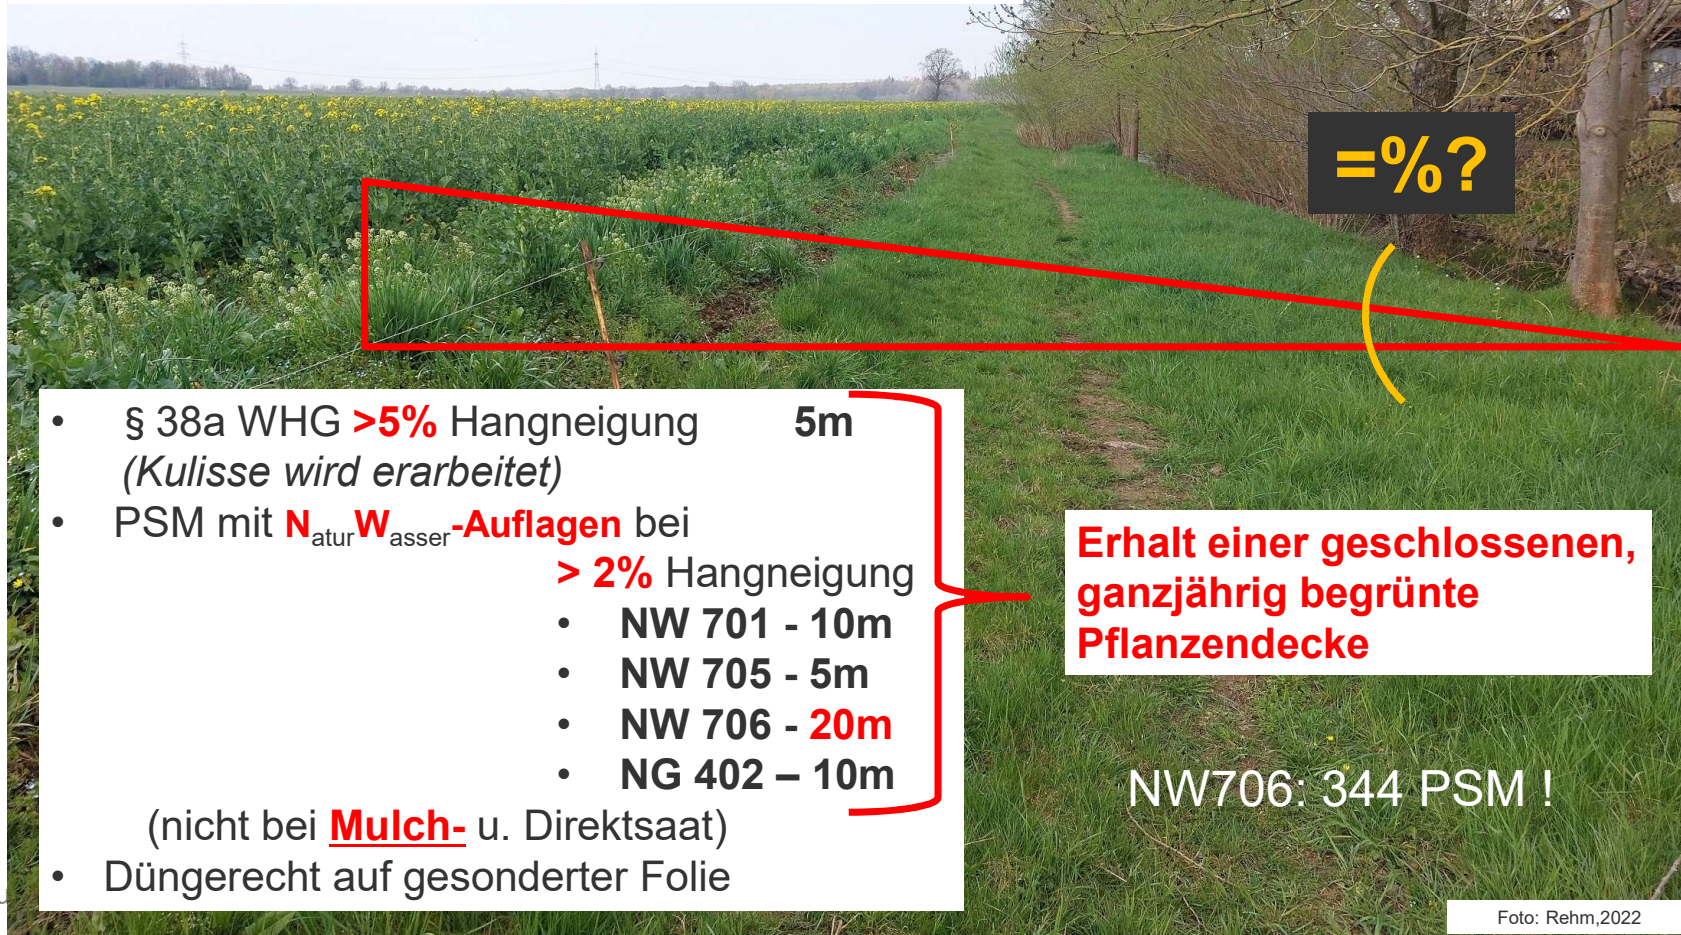 =%?
• § 38a WHG >5% Hangneigung 5m
(Kulisse wird erarbeitet)
• PSM mit NaturWasser-Auflagen bei
> 2% Hangneigung
• NW 701 - 10m
• NW 705 - 5m
• NW 706 - 20m
• NG 402 – 10m
(nicht bei Mulch- u. Direktsaat)
• Düngerecht auf gesonderter Folie
Erhalt einer geschlossenen,
ganzjährig begrünte
Pflanzendecke
NW706: 344 PSM !
Foto: Rehm,2022